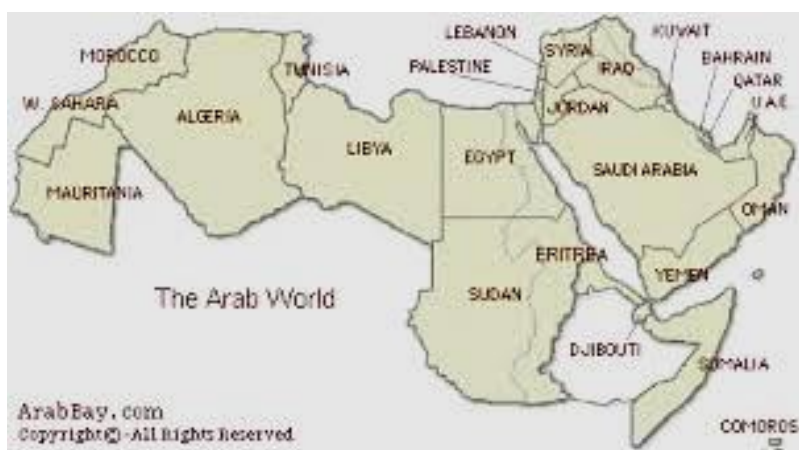 LEBANON
KUWAIT
MOROCCO
SYRIA
TUNISIA
PALESTINE
IRAQ
BAHRAIN
QATAR
W. SAHARA
JORDAN
U.A.E.
ALGERIA
LIBYA
EGYPT
SAUDI ARABIA
MAURITANIA
OMAN
ERITREA
YEMEN
The Arab World
SUDAN
DJIBOUTI
SOMALIA
ArabBay.com
Copyright©-All Rights Reserved
COMOROS